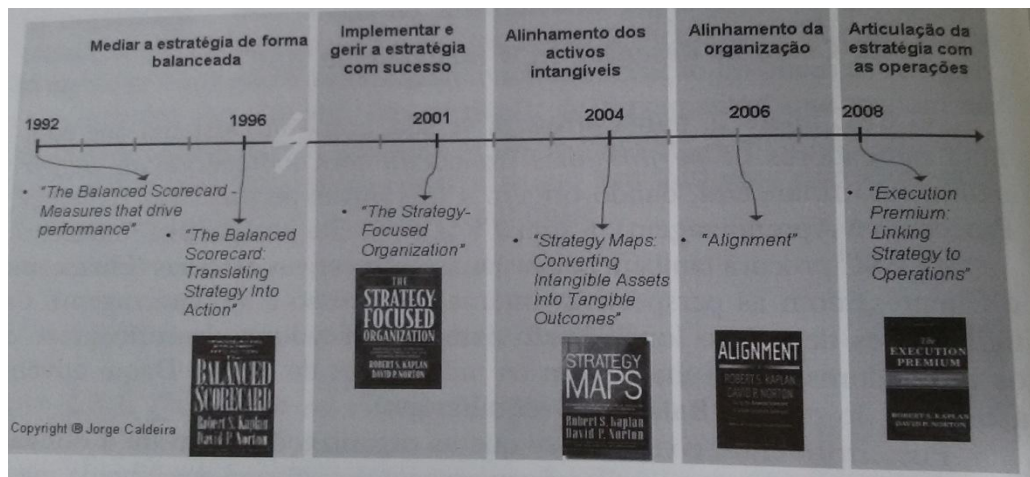 Mediar a estratégia de forma
balanceada
Implementar e
gerir a estratégia
com sucesso
Alinhamento dos
activos
intangíveis
Alinhamento da
organização
Articulação da
estratégia com
as operações
1992
1996
2001
2004
2006
2008
• "The Balanced Scorecard -
Measures that drive
performance"
• "The Balanced
Scorecard:
Translating
Strategy Into
Action"
• "The Strategy-
Focused
Organization"
• "Strategy Maps:
Converting
Intangible Assets
into Tangible
Outcomes"
• "Alignment"
• "Execution
Premium:
Linking
Strategy to
Operations"
The
BALANCED
SCORECARD
Robert S. Kaplan
David P. Norton
THE
STRATEGY-
FOCUSED
ORGANIZATION
ROBERT S. KAPLAN
DAVID P. NORTON
STRATEGY
MAPS
Robert S. Kaplan
David P. Norton
ALIGNMENT
ROBERT S. KAPLAN
DAVID P. NORTON
The
EXECUTION
PREMIUM
ROBERT S. KAPLAN
DAVID P. NORTON
Copyright ® Jorge Caldeira